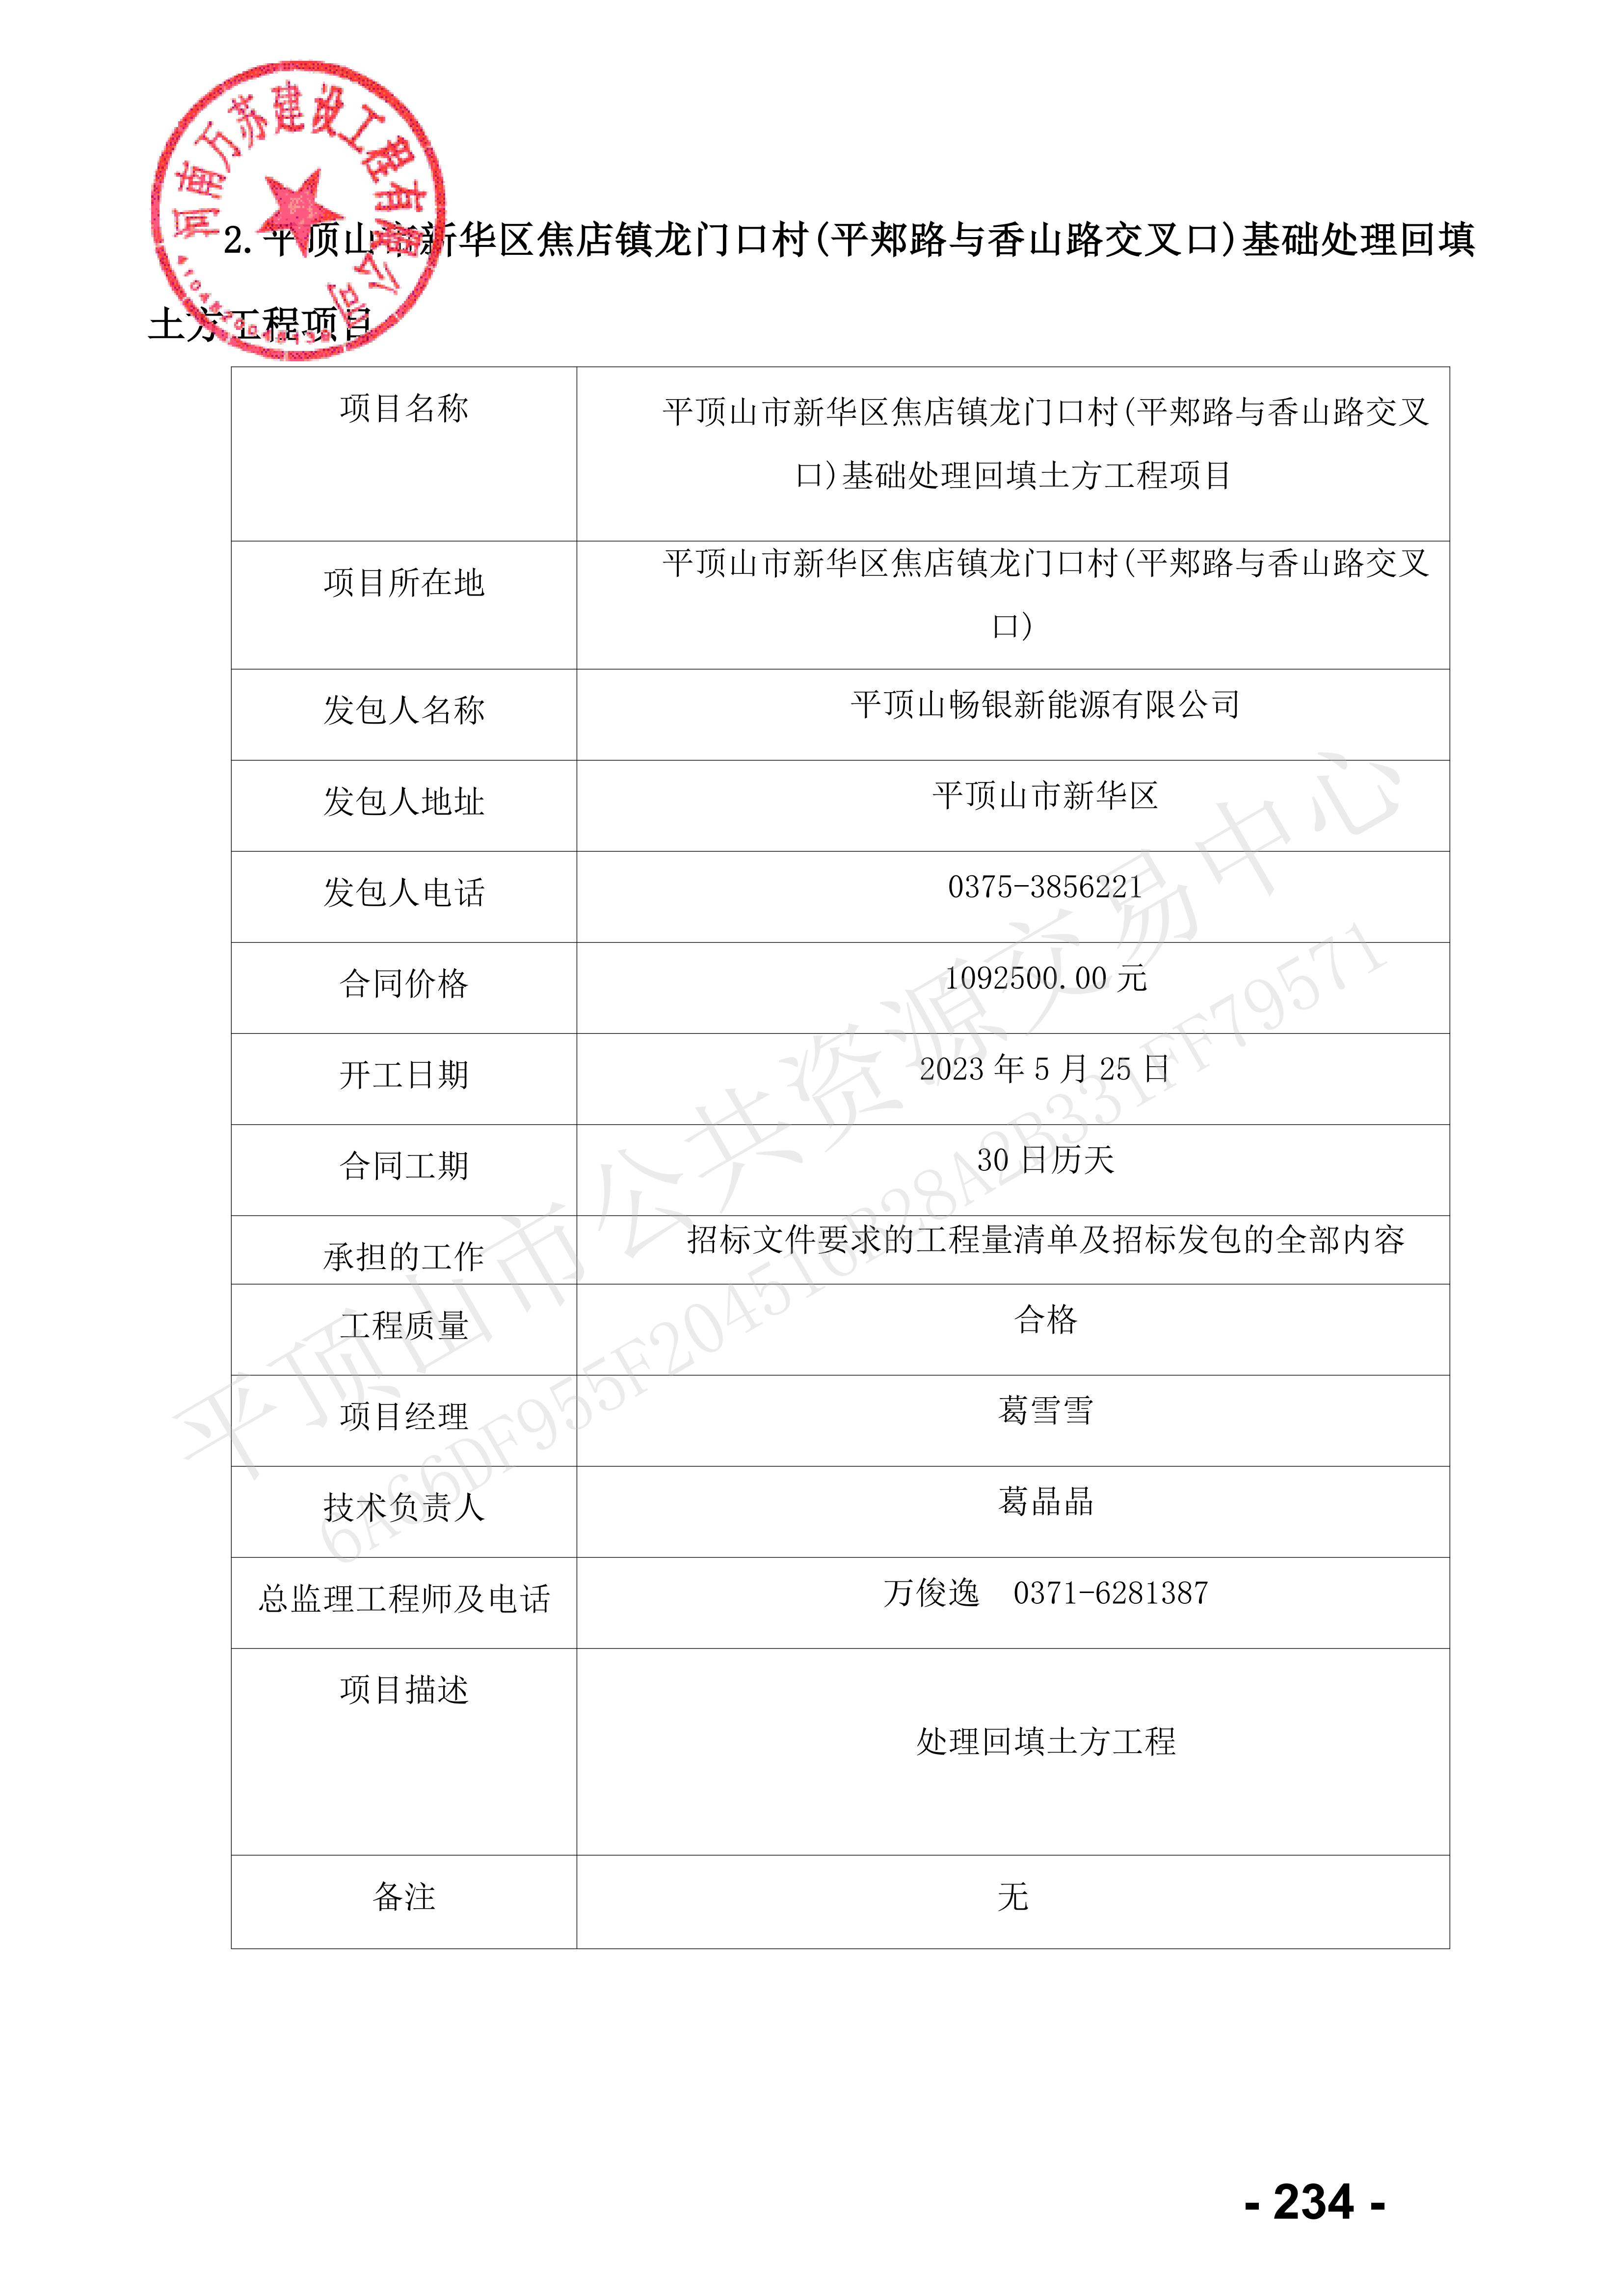 河南万苏建设工程有限公司
2.平顶山市新华区焦店镇龙门口村(平郏路与香山路交叉口)基础处理回填
土方工程项目
项目名称
平顶山市新华区焦店镇龙门口村(平郏路与香山路交叉
口)基础处理回填土方工程项目
项目所在地
平顶山市新华区焦店镇龙门口村(平郏路与香山路交叉
口)
发包人名称
平顶山畅银新能源有限公司
发包人地址
平顶山市新华区
发包人电话
0375-3856221
合同价格
1092500.00 元
开工日期
2023 年 5 月 25 日
合同工期
30 日历天
承担的工作
招标文件要求的工程量清单及招标发包的全部内容
工程质量
合格
项目经理
葛雪雪
技术负责人
葛晶晶
总监理工程师及电话
万俊逸 0371-6281387
项目描述
处理回填土方工程
备注
无
平顶山市公共资源交易中心
- 234 -